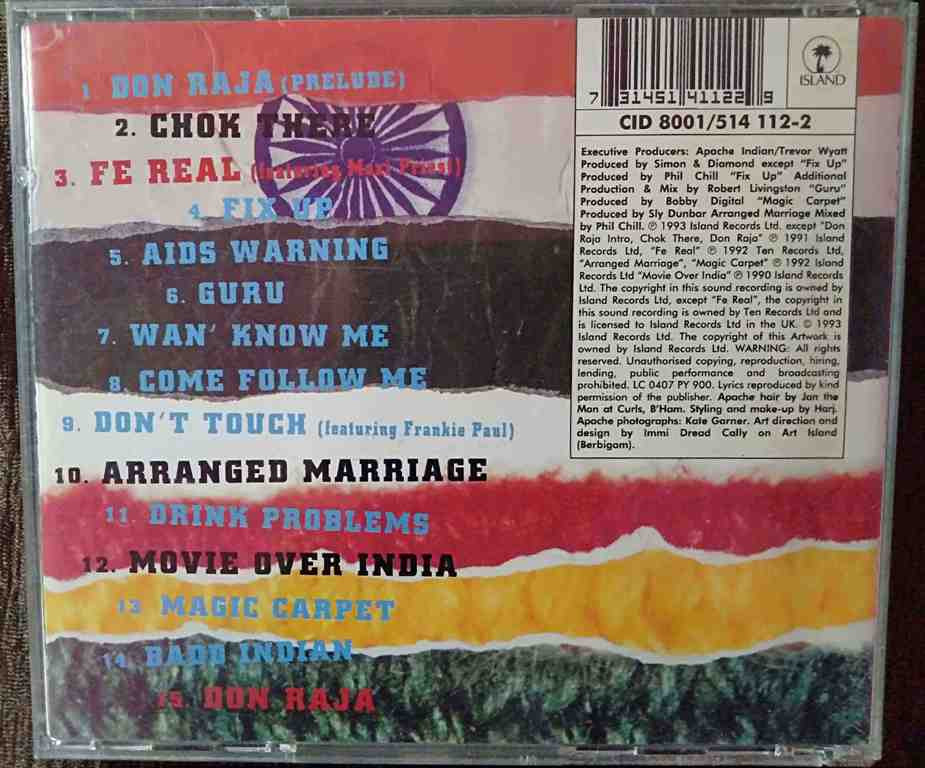 1. DON RAJA (PRELUDE)
2. CHOK THERE
3. FE REAL (featuring Maxi Priest)
4. FIX UP
5. AIDS WARNING
6. GURU
7. WAN' KNOW ME
8. COME FOLLOW ME
9. DON'T TOUCH (featuring Frankie Paul)
10. ARRANGED MARRIAGE
11. DRINK PROBLEMS
12. MOVIE OVER INDIA
13. MAGIC CARPET
14. BADD INDIAN
15. DON RAJA
ISLAND
7 31451 41122 9
CID 8001/514 112-2
Executive Producers: Apache Indian/Trevor Wyatt
Produced by Simon & Diamond except "Fix Up"
Produced by Phil Chill "Fix Up" Additional
Production & Mix by Robert Livingston "Guru"
Produced by Bobby Digital "Magic Carpet"
Produced by Sly Dunbar Arranged Marriage Mixed
by Phil Chill. ℗ 1993 Island Records Ltd. except "Don
Raja Intro, Chok There, Don Raja" ℗ 1991 Island
Records Ltd, "Fe Real" ℗ 1992 Ten Records Ltd,
"Arranged Marriage", "Magic Carpet" ℗ 1992 Island
Records Ltd "Movie Over India" ℗ 1990 Island Records
Ltd. The copyright in this sound recording is owned by
Island Records Ltd, except "Fe Real", the copyright in
this sound recording is owned by Ten Records Ltd and
is licensed to Island Records Ltd in the UK. © 1993
Island Records Ltd. The copyright of this Artwork is
owned by Island Records Ltd. WARNING: All rights
reserved. Unauthorised copying, reproduction, hiring,
lending, public performance and broadcasting
prohibited. LC 0407 PY 900. Lyrics reproduced by kind
permission of the publisher. Apache hair by Jan the
Man at Curls, B'Ham. Styling and make-up by Harj.
Apache photographs: Kate Garner. Art direction and
design by Immi Dread Cally on Art Island
(Berbigam).